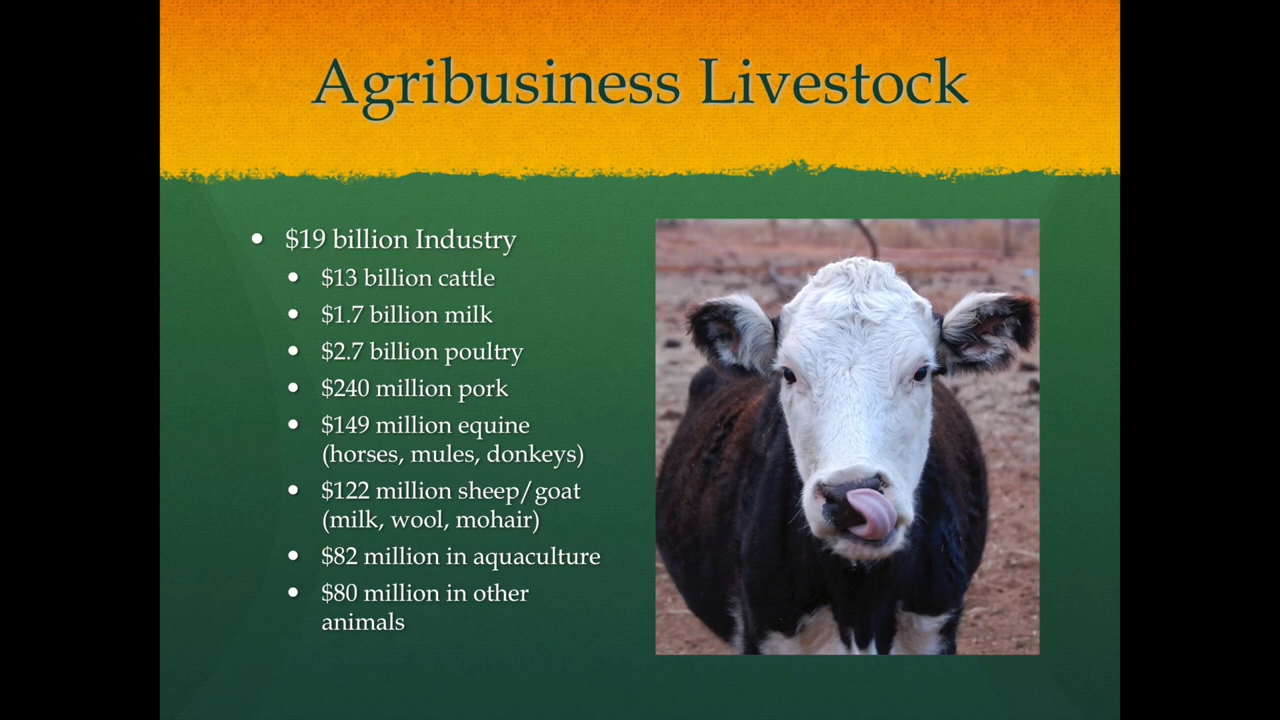 Agribusiness Livestock
$19 billion Industry
$13 billion cattle
$1.7 billion milk
$2.7 billion poultry
$240 million pork
$149 million equine
(horses, mules, donkeys)
$122 million sheep/goat
(milk, wool, mohair)
$82 million in aquaculture
$80 million in other
animals